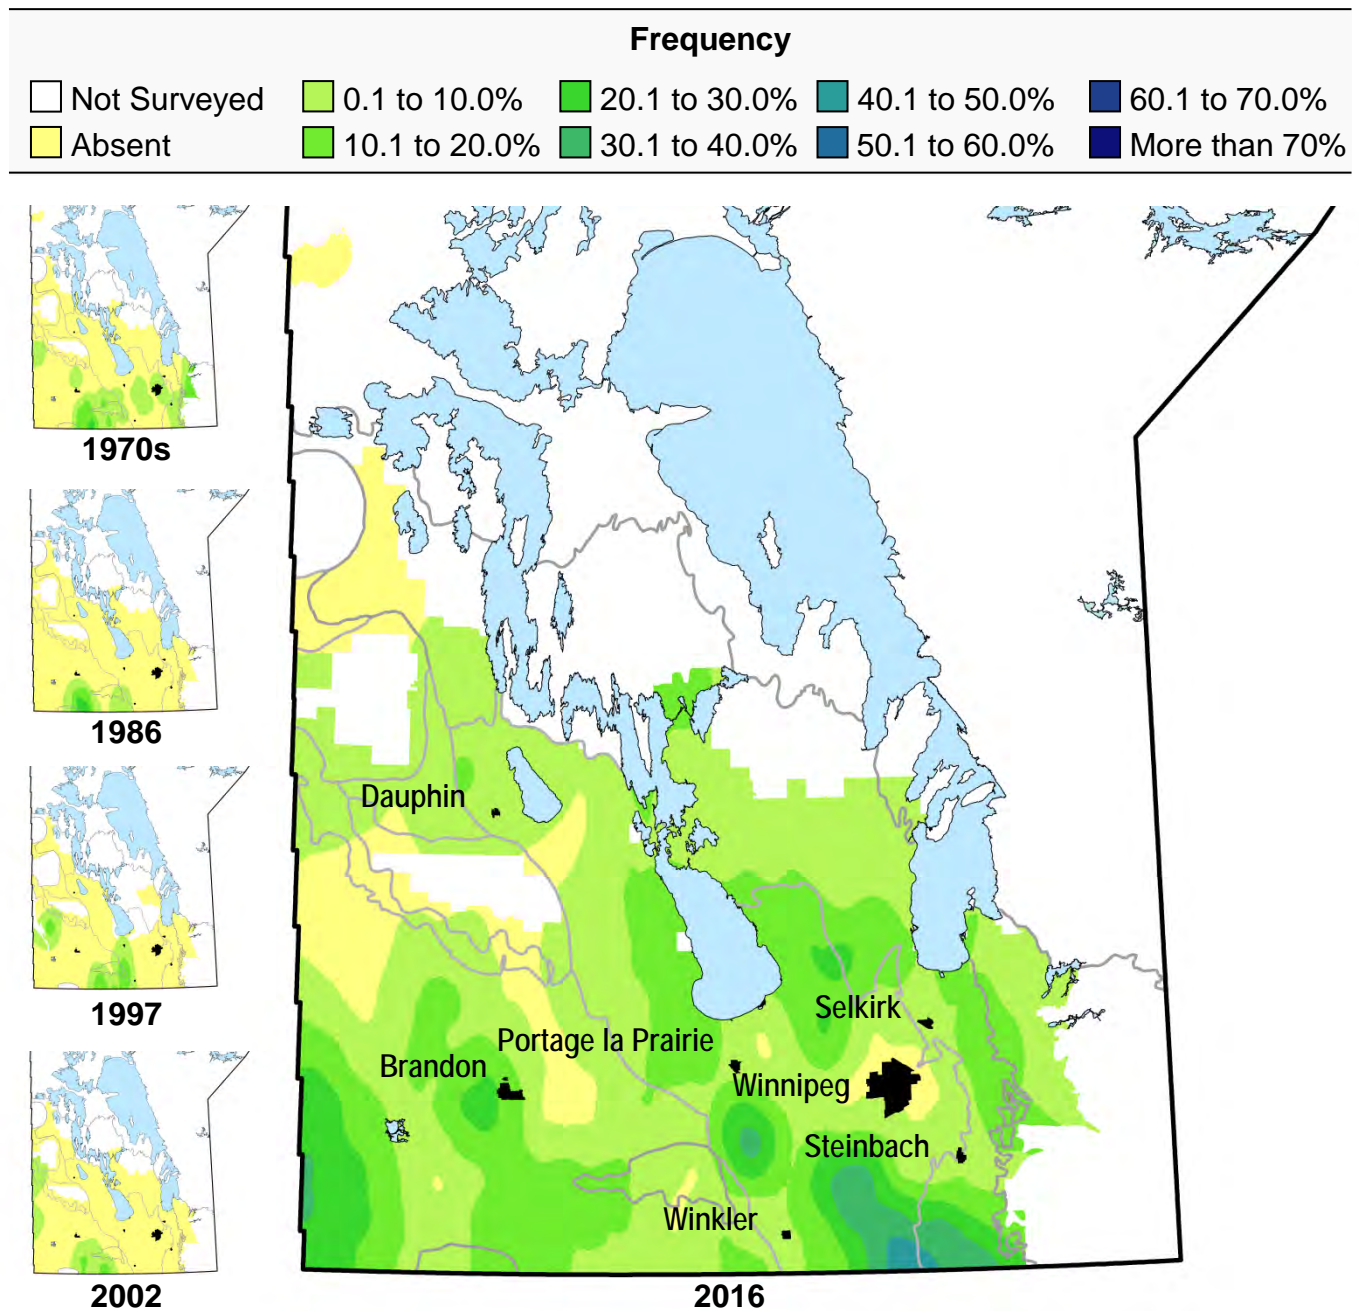 Frequency
Not Surveyed 0.1 to 10.0% 20.1 to 30.0% 40.1 to 50.0% 60.1 to 70.0%
Absent 10.1 to 20.0% 30.1 to 40.0% 50.1 to 60.0% More than 70%
1970s
1986
1997
2002
Dauphin
Selkirk
Portage la Prairie
Brandon
Winnipeg
Steinbach
Winkler
2016